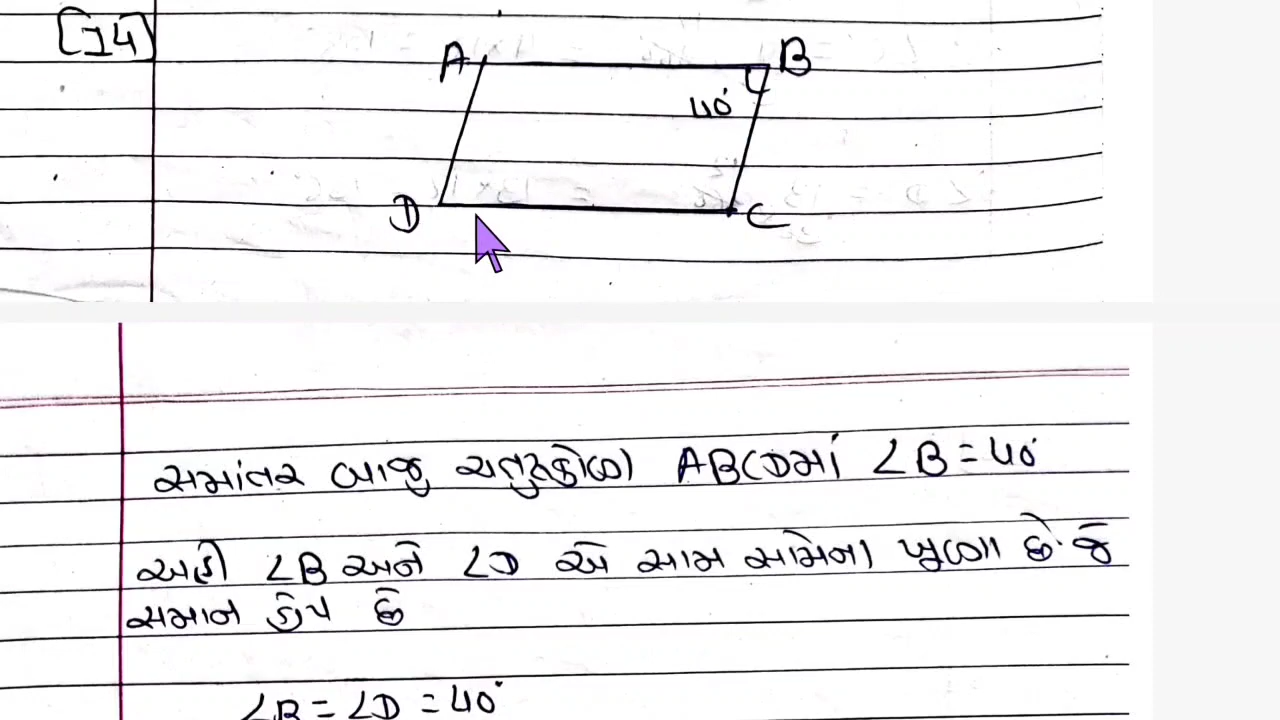 [14]
A B
40°
D C
સમાંતર બાજુ ચતુષ્કોણ ABCDમાં ∠B = 40°
અહીં ∠B અને ∠D એ સામ સામેના ખુણા છે. જે
સમાન હોય છે
∠B = ∠D = 40°